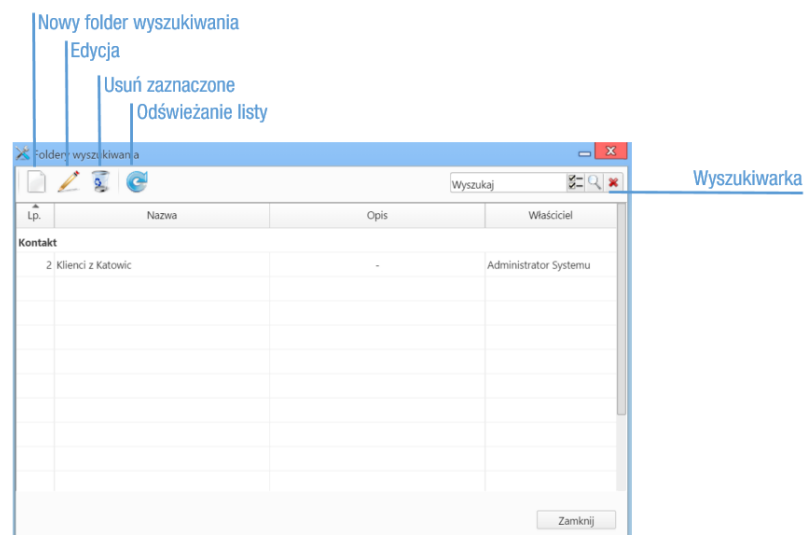 Nowy folder wyszukiwania
Edycja
Usuń zaznaczone
Odświeżanie listy
Foldery wyszukiwania
Wyszukaj
Wyszukiwarka
Lp. Nazwa Opis Właściciel
Kontakt
2 Klienci z Katowic - Administrator Systemu
Zamknij